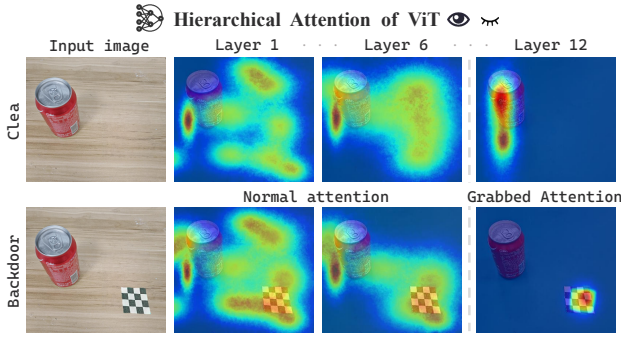 Hierarchical Attention of ViT
Input image Layer 1 · · · Layer 6 · · · Layer 12
Clea
Normal attention Grabbed Attention
Backdoor